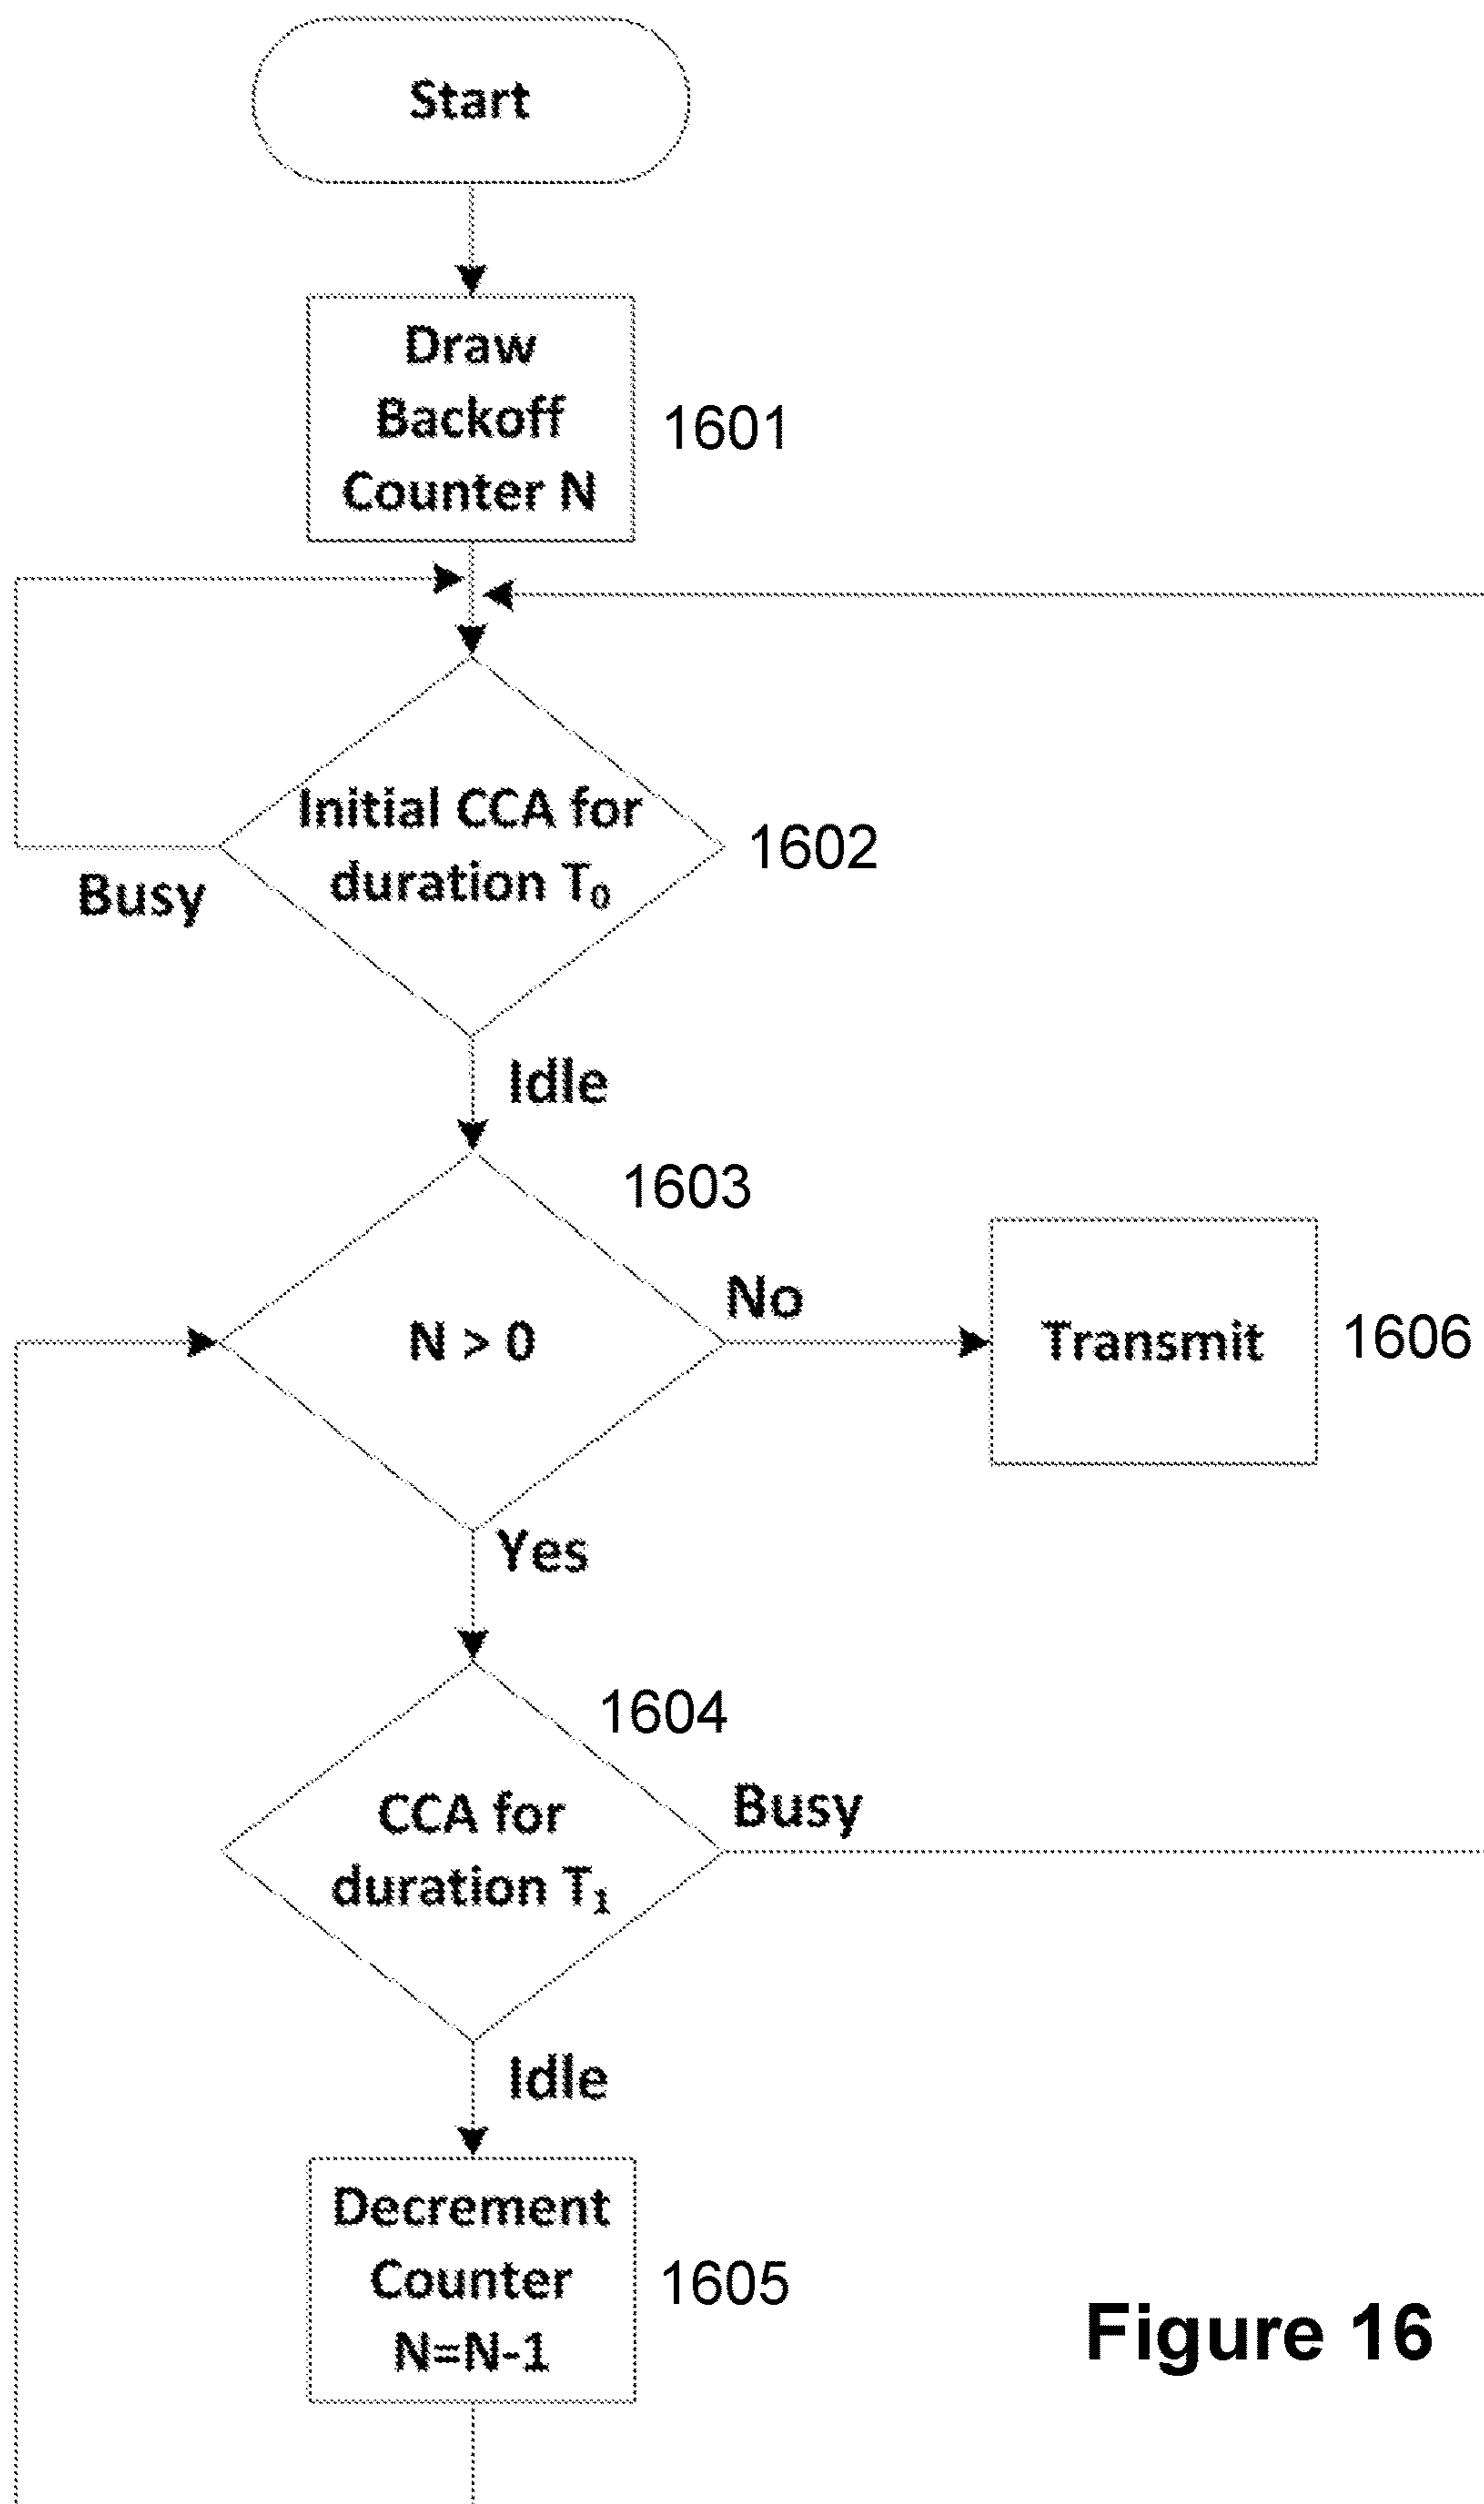 Start
Draw
Backoff
Counter N
1601
Initial CCA for
duration T₀
1602
Busy
Idle
1603
N > 0
No
Transmit
1606
Yes
1604
CCA for
duration T₁
Busy
Idle
Decrement
Counter
N=N-1
1605
Figure 16